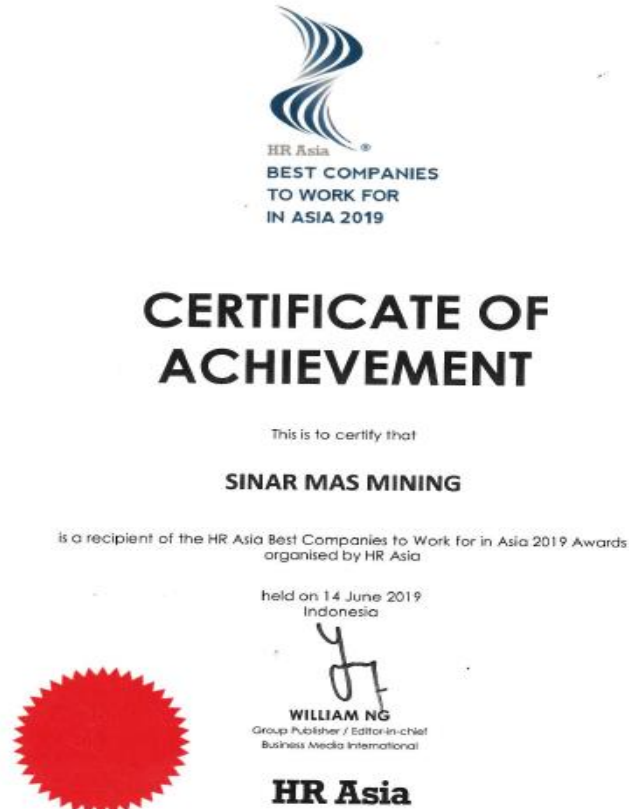 HR Asia ®
BEST COMPANIES
TO WORK FOR
IN ASIA 2019
CERTIFICATE OF
ACHIEVEMENT
This is to certify that
SINAR MAS MINING
is a recipient of the HR Asia Best Companies to Work for in Asia 2019 Awards
organised by HR Asia
held on 14 June 2019
Indonesia
WILLIAM NG
Group Publisher / Editor-in-chief
Business Media International
HR Asia